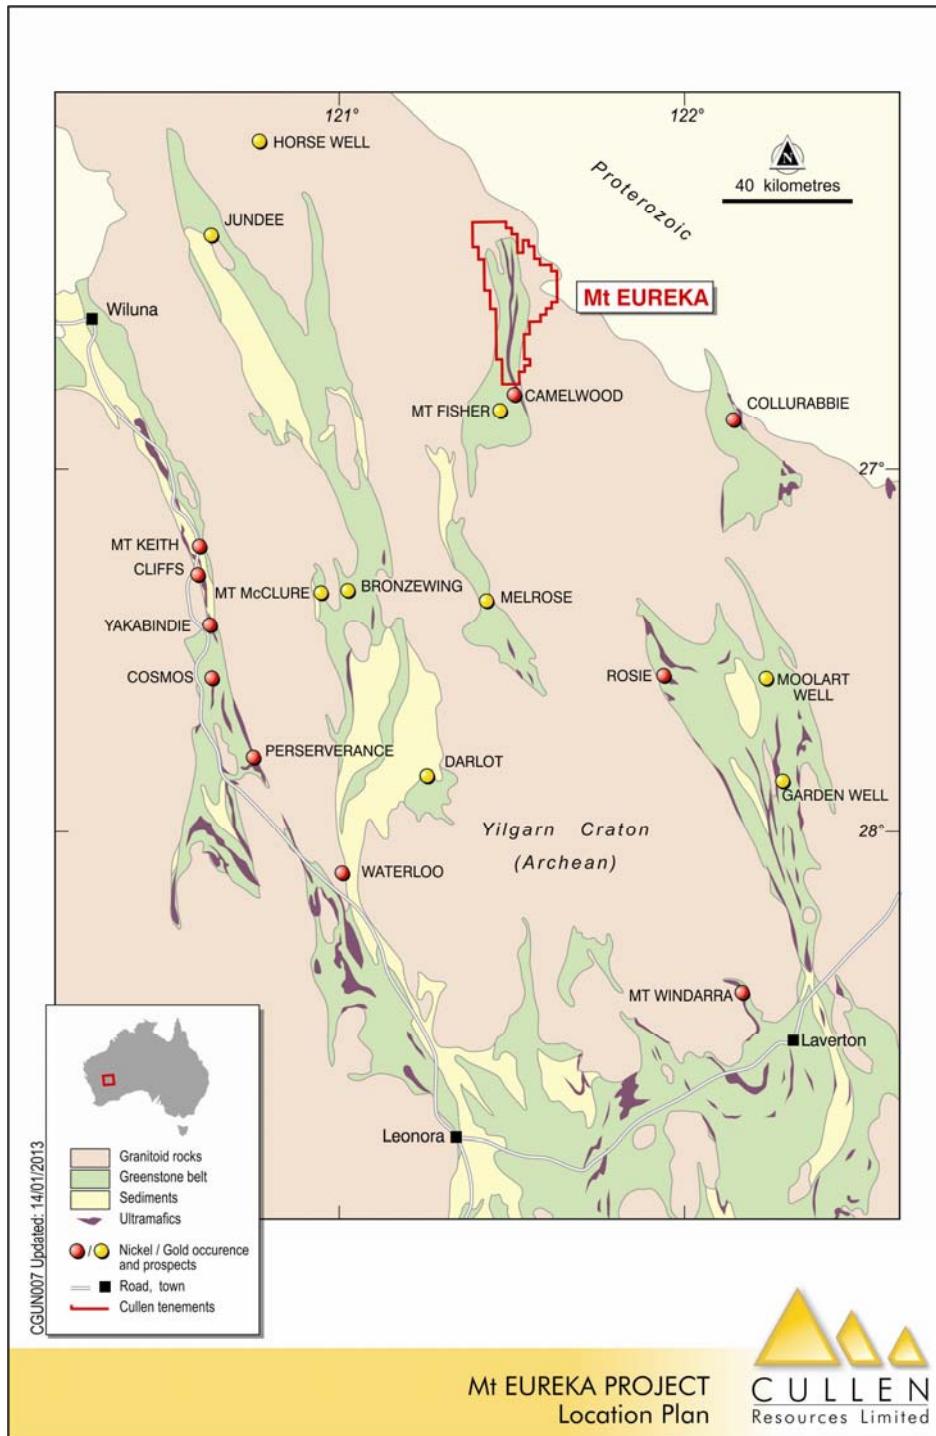 121°
122°
HORSE WELL
N
40 kilometres
Proterozoic
JUNDEE
Mt EUREKA
Wiluna
CAMELWOOD
MT FISHER
COLLURABBIE
27°
MT KEITH
CLIFFS
MT McCLURE
BRONZEWING
MELROSE
YAKABINDIE
COSMOS
ROSIE
MOOLART
WELL
PERSERVERANCE
DARLOT
GARDEN WELL
Yilgarn Craton
(Archean)
28°
WATERLOO
MT WINDARRA
Laverton
Leonora
Granitoid rocks
Greenstone belt
Sediments
Ultramafics
/ Nickel / Gold occurence
and prospects
Road, town
Cullen tenements
CGUN007 Updated: 14/01/2013
Mt EUREKA PROJECT
Location Plan
CULLEN
Resources Limited